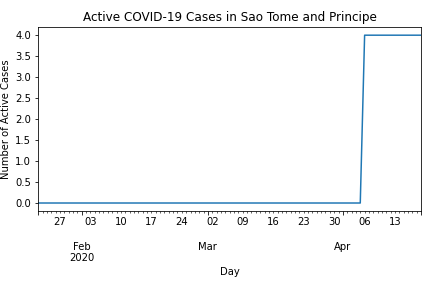 Active COVID-19 Cases in Sao Tome and Principe
Number of Active Cases
4.0
3.5
3.0
2.5
2.0
1.5
1.0
0.5
0.0
27 03 10 17 24 02 09 16 23 30 06 13
Feb Mar Apr
2020
Day